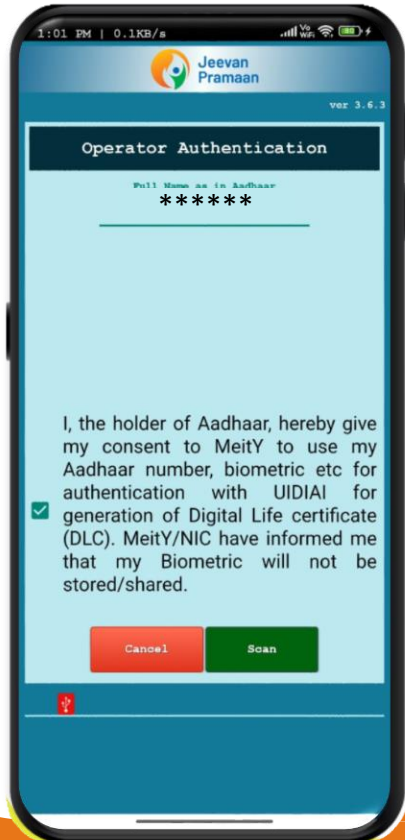 1:01 PM | 0.1KB/s Vo WiFi 80
Jeevan
Pramaan
ver 3.6.3
Operator Authentication
Full Name as in Aadhaar
******
I, the holder of Aadhaar, hereby give
my consent to MeitY to use my
Aadhaar number, biometric etc for
authentication with UIDIAI for
generation of Digital Life certificate
(DLC). MeitY/NIC have informed me
that my Biometric will not be
stored/shared.
Cancel Scan